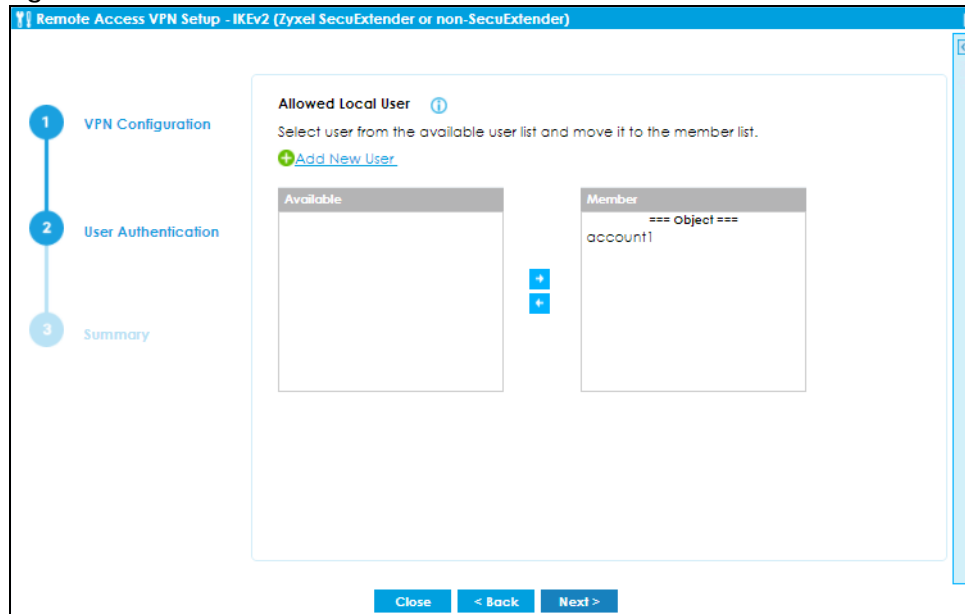 Remote Access VPN Setup - IKEv2 (Zyxel SecuExtender or non-SecuExtender)
1 VPN Configuration
2 User Authentication
3 Summary
Allowed Local User
Select user from the available user list and move it to the member list.
Add New User
Available
Member
=== Object ===
account1
Close
< Back
Next >